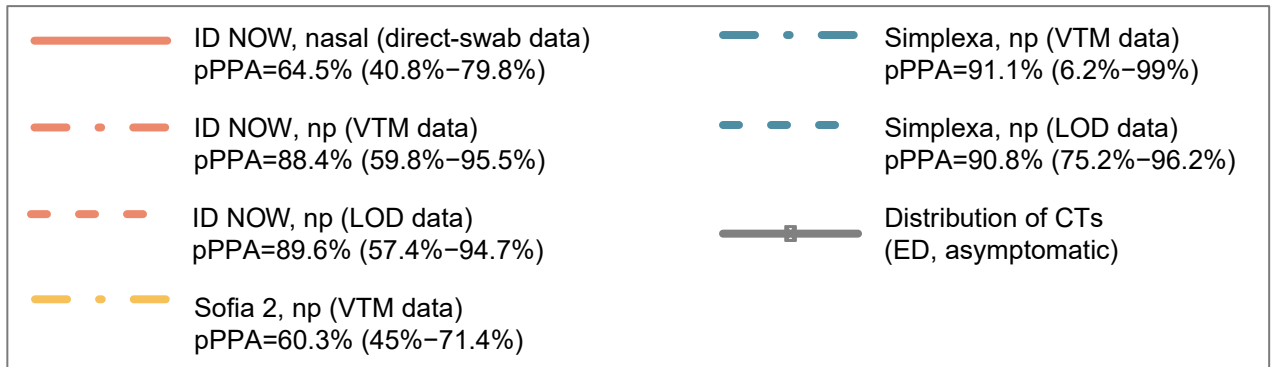 ID NOW, nasal (direct-swab data)
pPPA=64.5% (40.8%−79.8%)
ID NOW, np (VTM data)
pPPA=88.4% (59.8%−95.5%)
ID NOW, np (LOD data)
pPPA=89.6% (57.4%−94.7%)
Sofia 2, np (VTM data)
pPPA=60.3% (45%−71.4%)
Simplexa, np (VTM data)
pPPA=91.1% (6.2%−99%)
Simplexa, np (LOD data)
pPPA=90.8% (75.2%−96.2%)
Distribution of CTs
(ED, asymptomatic)